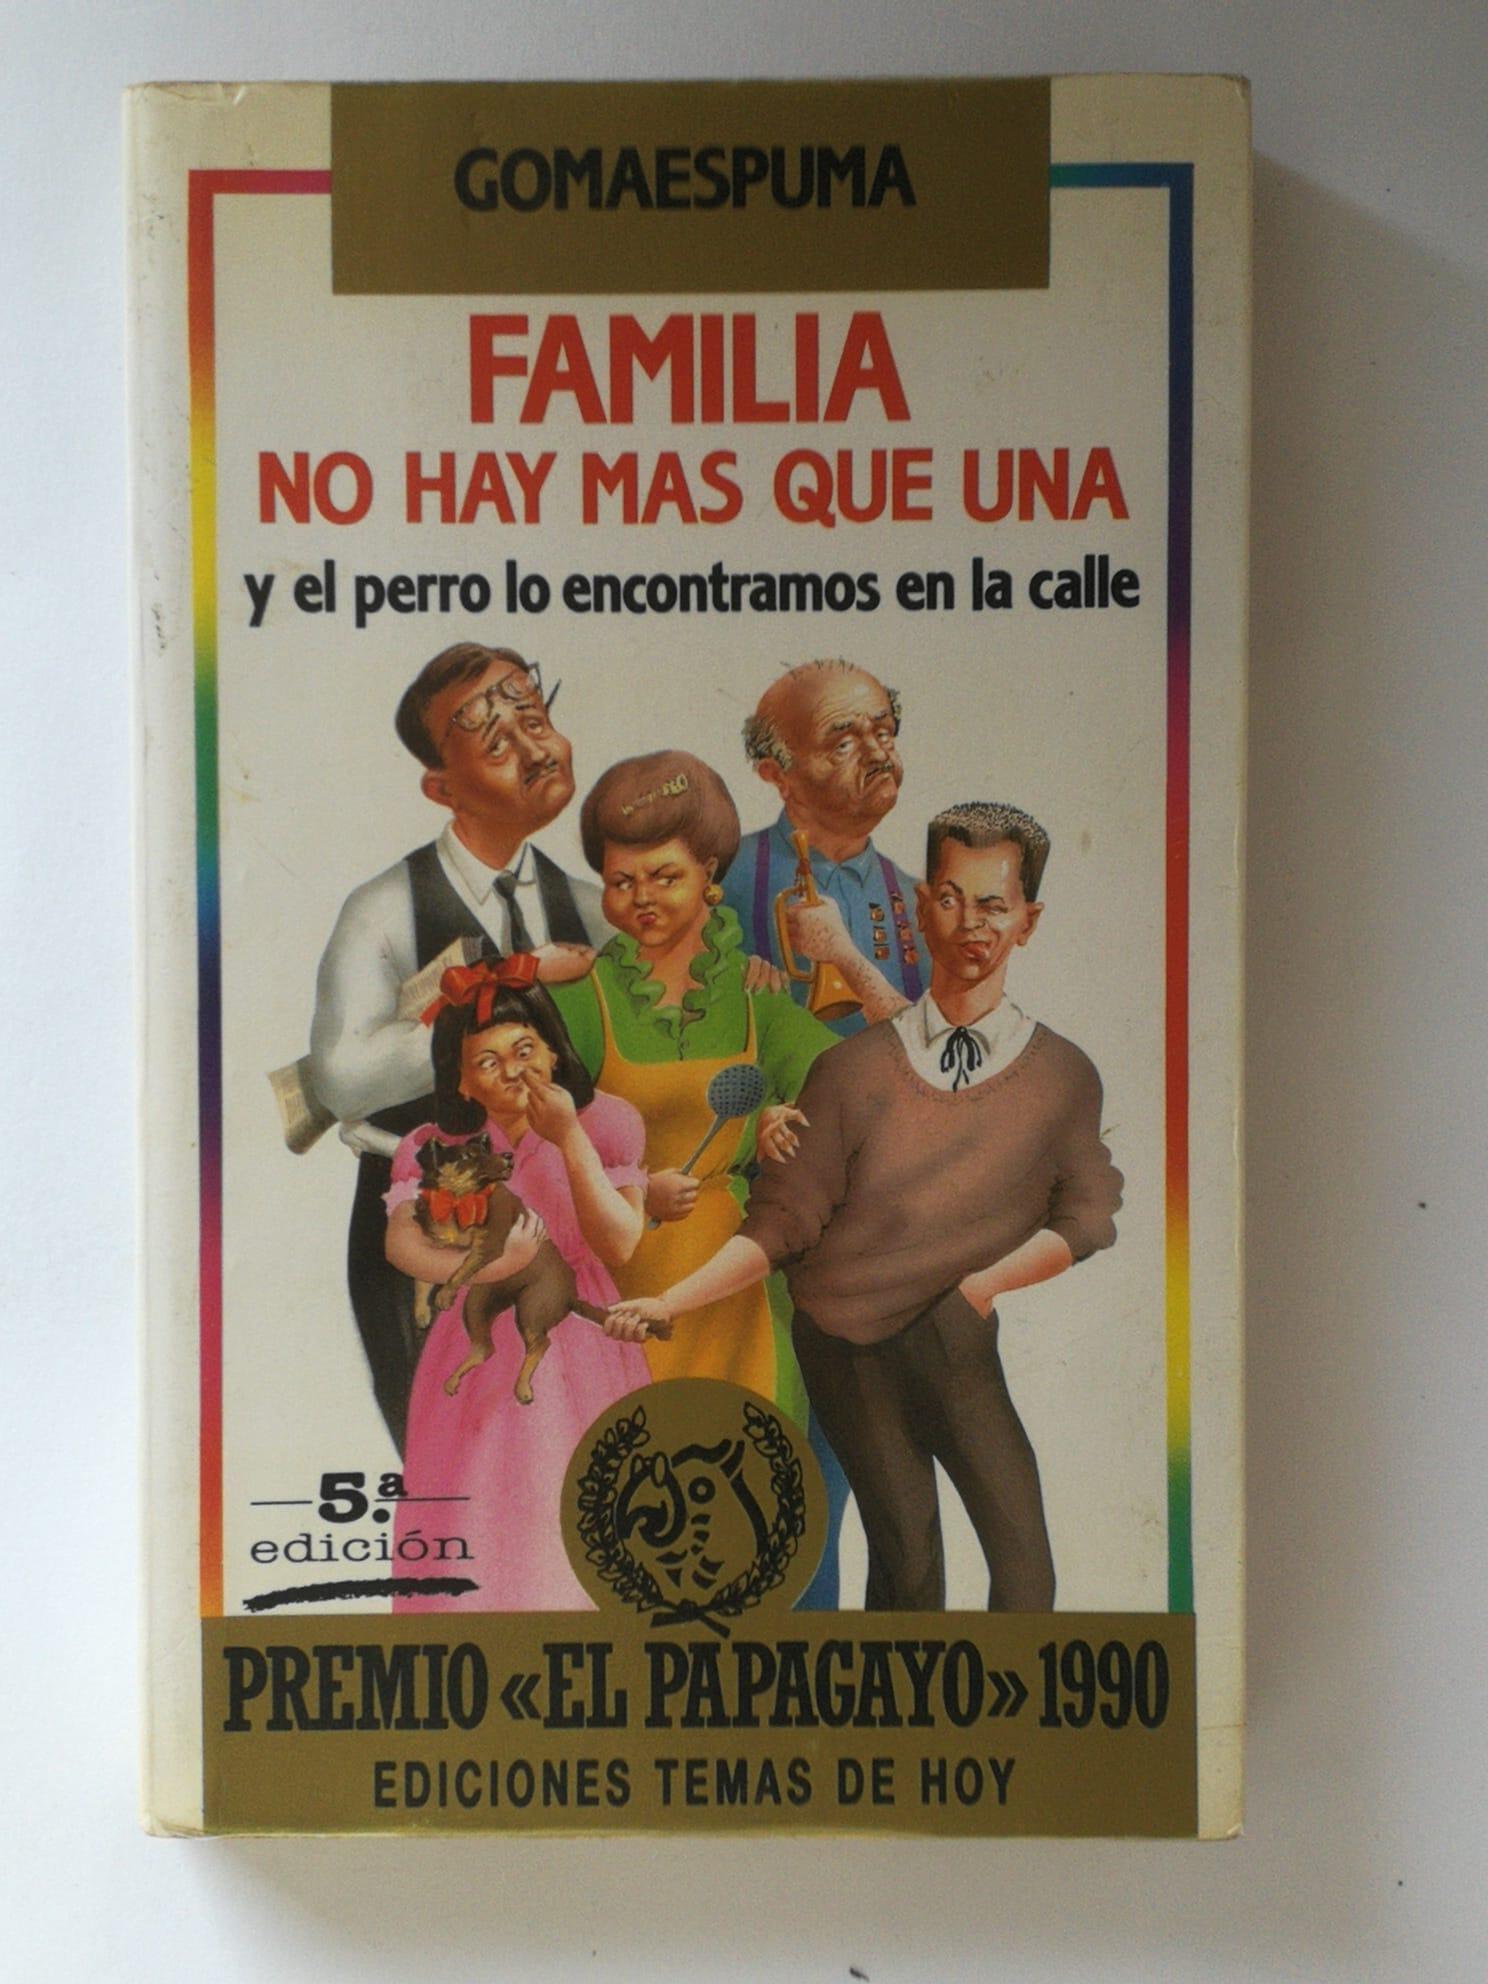 GOMAESPUMA
FAMILIA
NO HAY MAS QUE UNA
y el perro lo encontramos en la calle
5.ª
edición
PREMIO «EL PAPAGAYO» 1990
EDICIONES TEMAS DE HOY